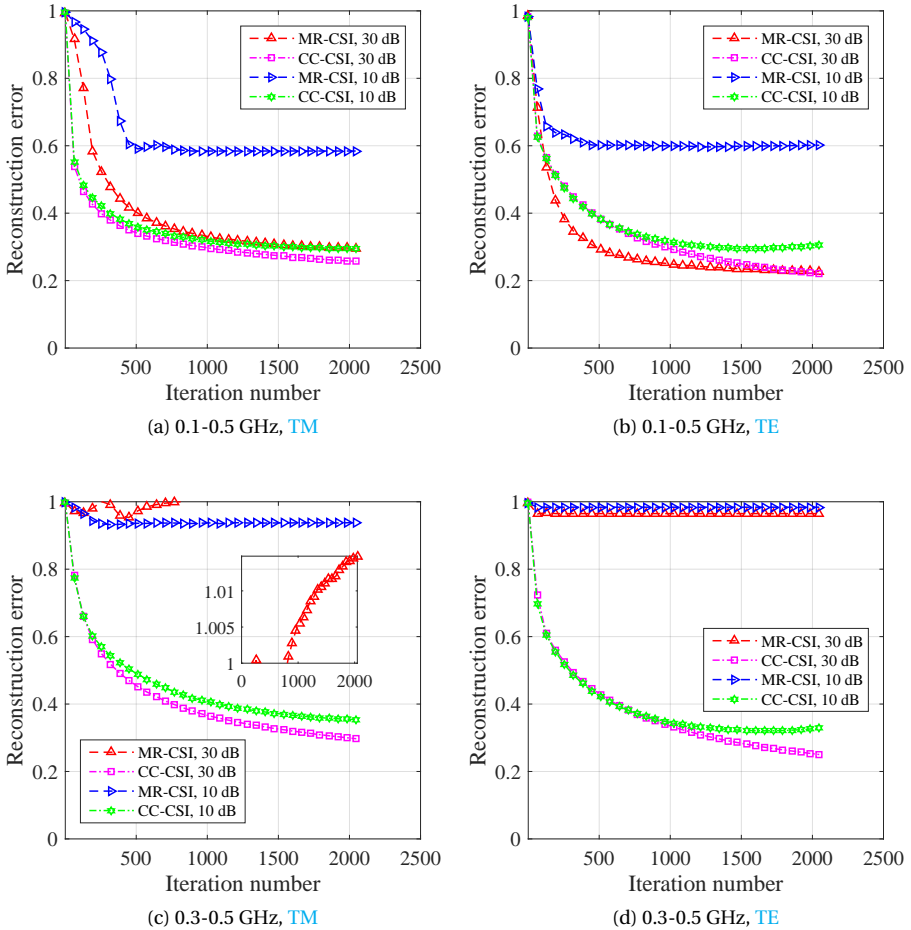 1
0.8
0.6
0.4
0.2
0
500
1000
1500
2000
2500
Reconstruction error
Iteration number
MR-CSI, 30 dB
CC-CSI, 30 dB
MR-CSI, 10 dB
CC-CSI, 10 dB
(a) 0.1-0.5 GHz, TM
1
0.8
0.6
0.4
0.2
0
500
1000
1500
2000
2500
Reconstruction error
Iteration number
MR-CSI, 30 dB
CC-CSI, 30 dB
MR-CSI, 10 dB
CC-CSI, 10 dB
(b) 0.1-0.5 GHz, TE
1
0.8
0.6
0.4
0.2
0
500
1000
1500
2000
2500
Reconstruction error
Iteration number
1.01
1.005
1
0
1000
2000
MR-CSI, 30 dB
CC-CSI, 30 dB
MR-CSI, 10 dB
CC-CSI, 10 dB
(c) 0.3-0.5 GHz, TM
1
0.8
0.6
0.4
0.2
0
500
1000
1500
2000
2500
Reconstruction error
Iteration number
MR-CSI, 30 dB
CC-CSI, 30 dB
MR-CSI, 10 dB
CC-CSI, 10 dB
(d) 0.3-0.5 GHz, TE